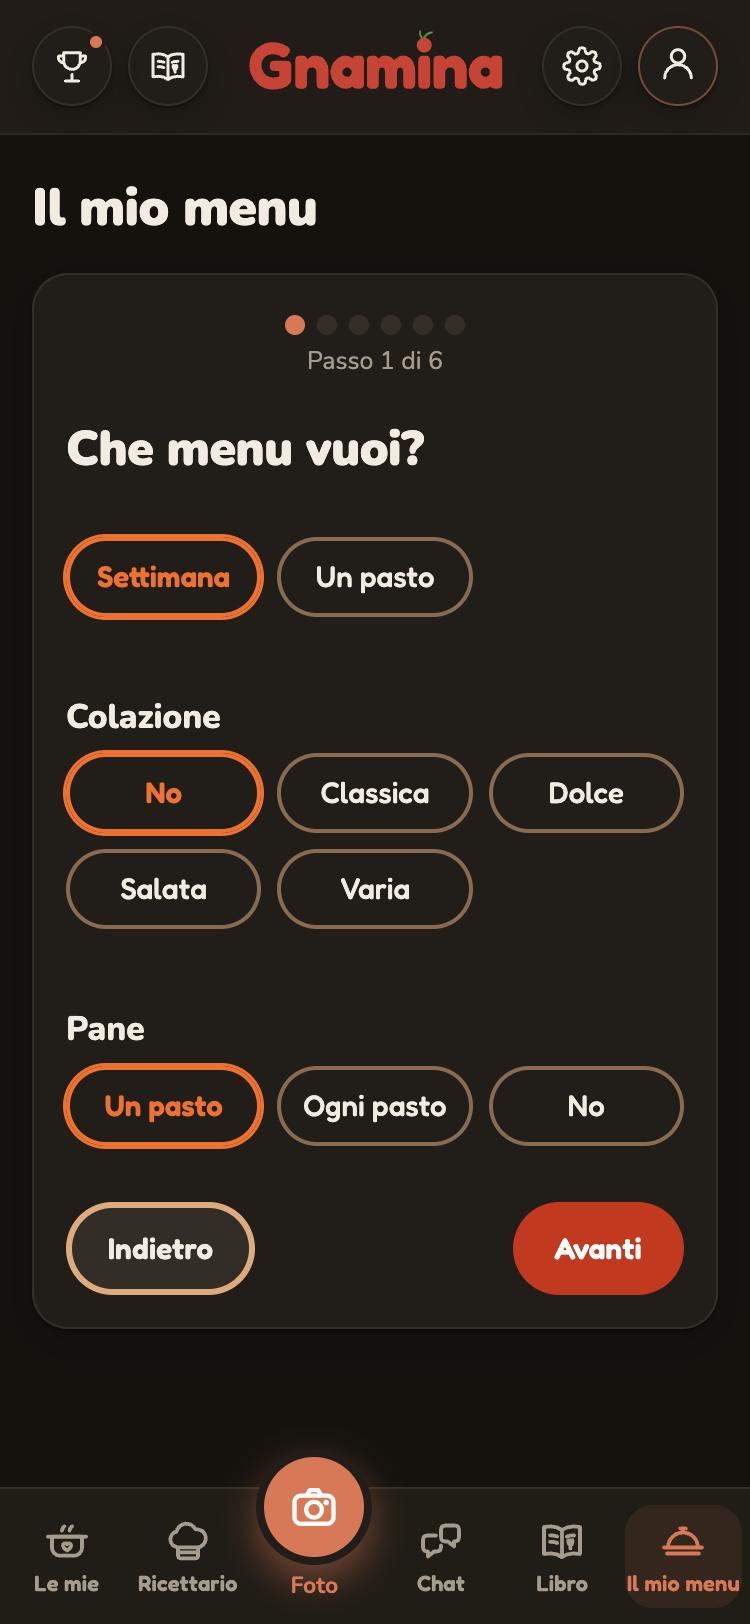 Gnamina
Il mio menu
Passo 1 di 6
Che menu vuoi?
Settimana Un pasto
Colazione
No Classica Dolce
Salata Varia
Pane
Un pasto Ogni pasto No
Indietro Avanti
Le mie Ricettario Foto Chat Libro Il mio menu